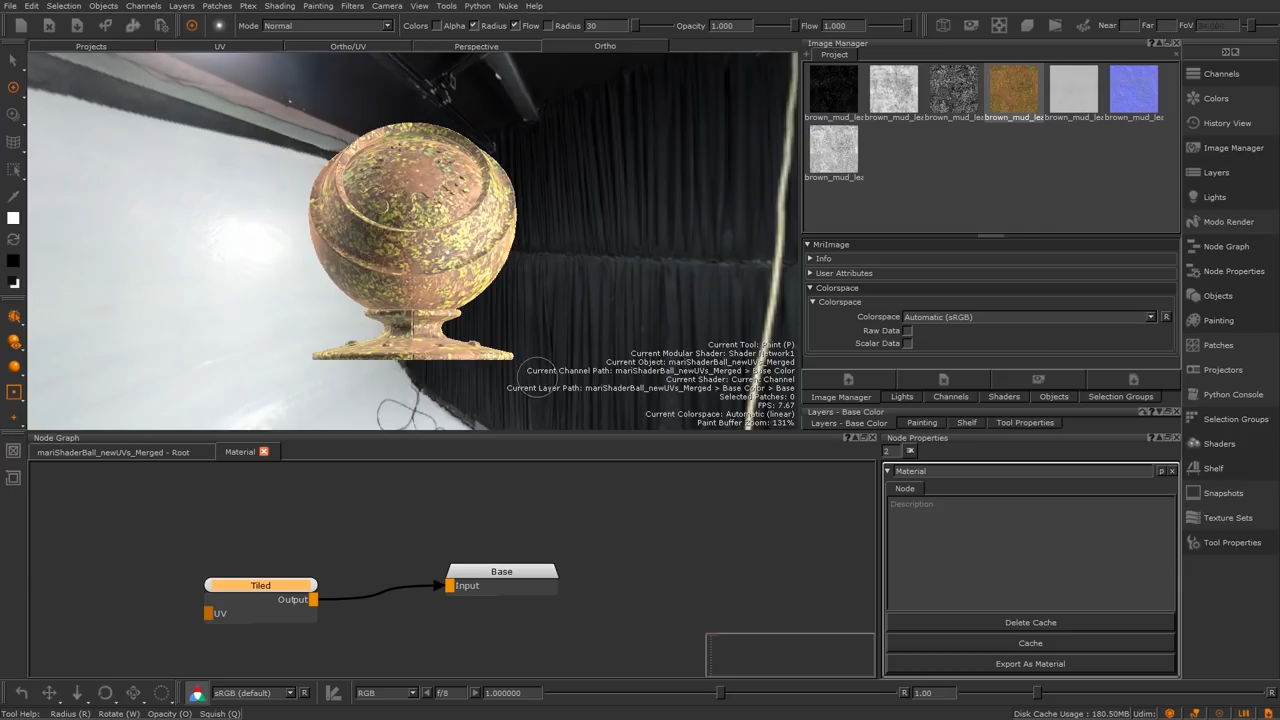 File Edit Selection Objects Channels Layers Patches Ptex Shading Painting Filters Camera View Tools Python Nuke Help
Mode Normal Colors Alpha Radius Flow Radius 30 Opacity 1.000 Flow 1.000 Near Far FoV
Projects UV Ortho/UV Perspective Ortho
Current Tool: Paint (P)
Current Modular Shader: Shader Network1
Current Object: mariShaderBall_newUVs_Merged
Current Channel Path: mariShaderBall_newUVs_Merged > Base Color
Current Shader: Current Channel
Current Layer Path: mariShaderBall_newUVs_Merged > Base Color > Base
Selected Patches: 0
FPS: 7.67
Current Colorspace: Automatic (linear)
Paint Buffer Zoom: 131%
Image Manager
Project
brown_mud_le brown_mud_le brown_mud_le brown_mud_le brown_mud_le brown_mud_le
brown_mud_le
MriImage
Info
User Attributes
Colorspace
Colorspace
Colorspace Automatic (sRGB) R
Raw Data
Scalar Data
Image Manager Lights Channels Shaders Objects Selection Groups
Layers - Base Color
Layers - Base Color Painting Shelf Tool Properties
Channels
Colors
History View
Image Manager
Layers
Lights
Modo Render
Node Graph
Node Properties
Objects
Painting
Patches
Projectors
Python Console
Selection Groups
Shaders
Shelf
Snapshots
Texture Sets
Tool Properties
Node Graph
mariShaderBall_newUVs_Merged - Root Material
Tiled
Output
UV
Base
Input
Node Properties
2
Material p
Node
Description
Delete Cache
Cache
Export As Material
sRGB (default) R RGB f/8 1.000000 R 1.00 R
Tool Help: Radius (R) Rotate (W) Opacity (O) Squish (Q)
Disk Cache Usage : 180.50MB Udim: